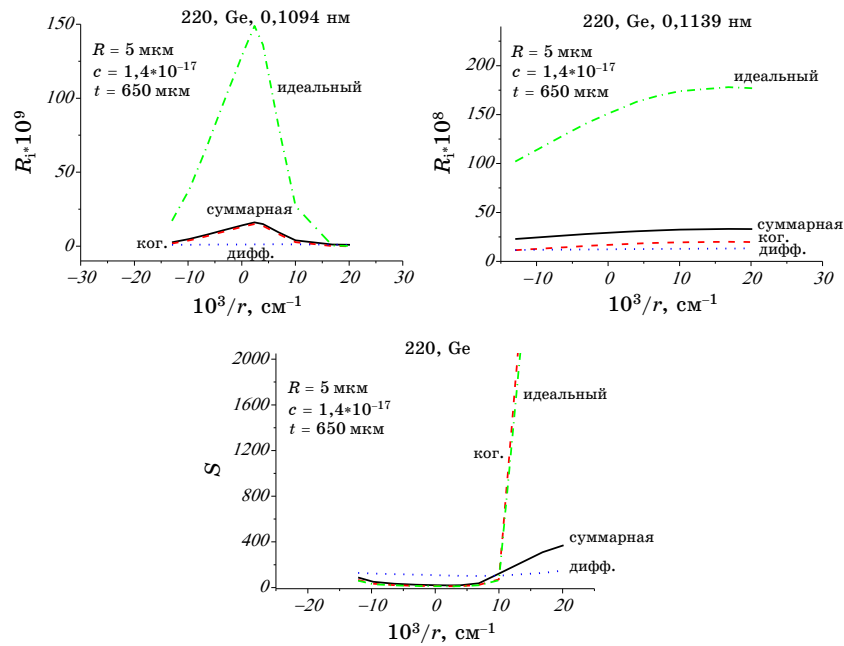 220, Ge, 0,1094 нм
R = 5 мкм
c = 1,4*10⁻¹⁷
t = 650 мкм
идеальный
суммарная
ког.
дифф.
150
100
50
0
Rᵢ*10⁹
−30 −20 −10 0 10 20 30
10³/r, см⁻¹
220, Ge, 0,1139 нм
R = 5 мкм
c = 1,4*10⁻¹⁷
t = 650 мкм
идеальный
суммарная
ког.
дифф.
200
150
100
50
0
Rᵢ*10⁸
−10 0 10 20 30
10³/r, см⁻¹
220, Ge
R = 5 мкм
c = 1,4*10⁻¹⁷
t = 650 мкм
идеальный
ког.
суммарная
дифф.
2000
1600
1200
800
400
0
S
−20 −10 0 10 20
10³/r, см⁻¹